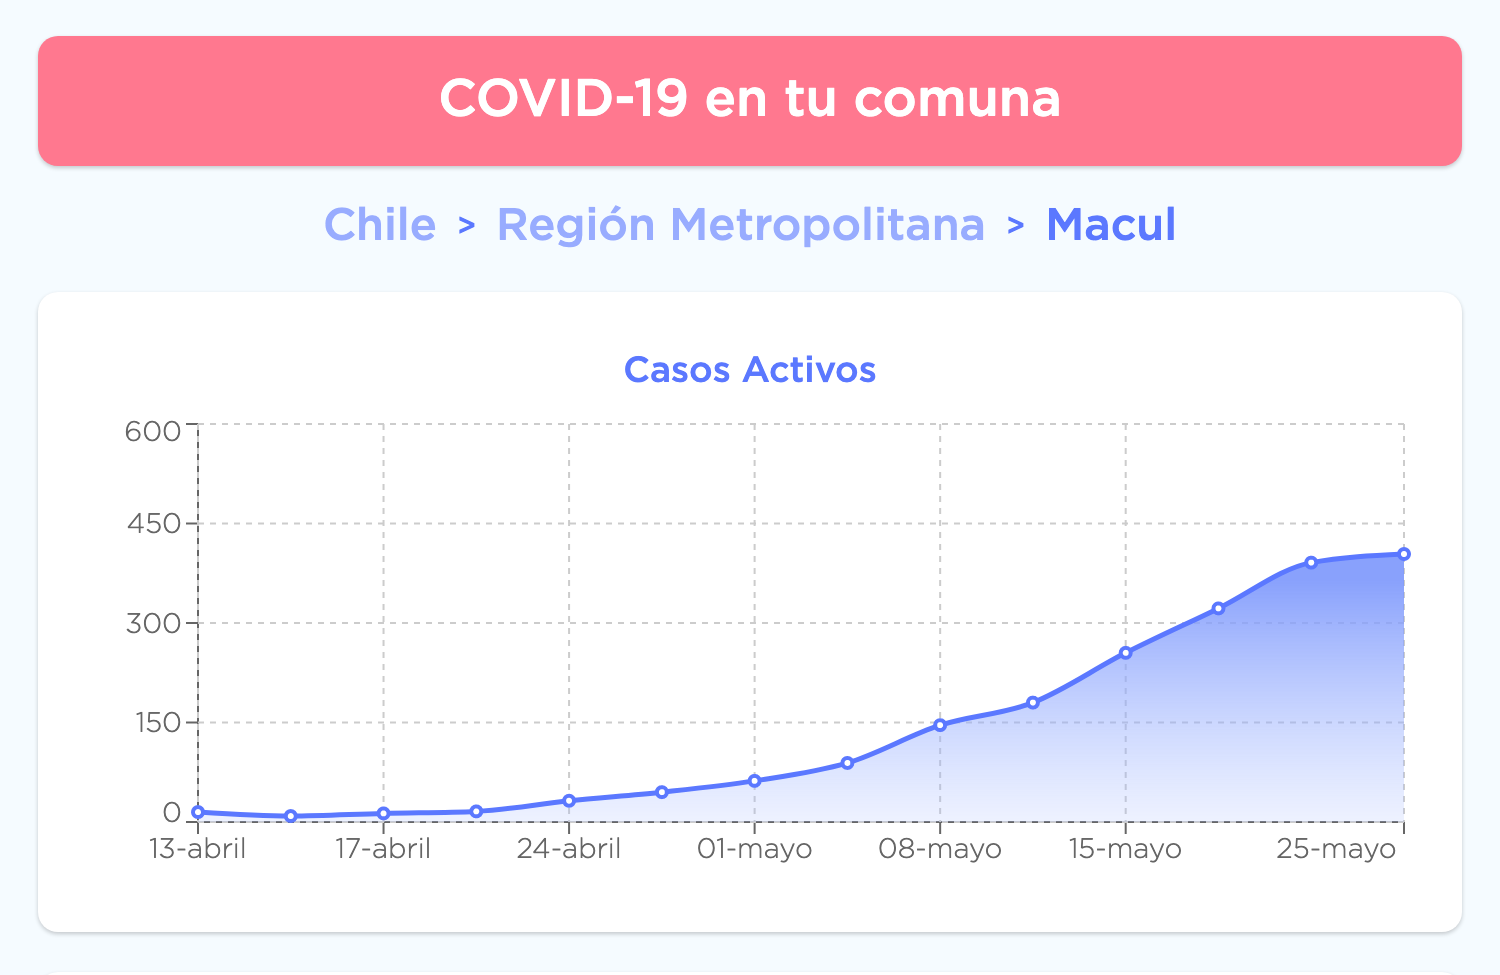 COVID-19 en tu comuna
Chile > Región Metropolitana > Macul
Casos Activos
600
450
300
150
0
13-abril 17-abril 24-abril 01-mayo 08-mayo 15-mayo 25-mayo